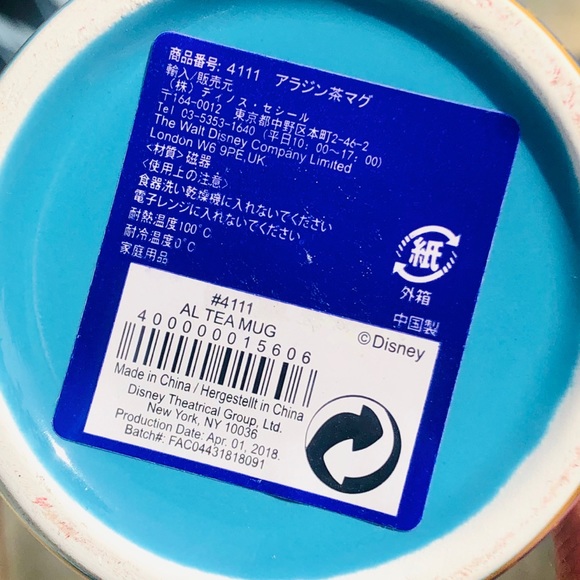 商品番号: 4111 アラジン茶マグ
輸入/販売元
(株) ディノス・セシール
〒164-0012 東京都中野区本町2-46-2
Tel 03-5353-1640 (平日10:00〜17:00)
The Walt Disney Company Limited
London W6 9PE,UK
<材質> 磁器
<使用上の注意>
食器洗い乾燥機に入れないでください
電子レンジに入れないでください
耐熱温度100℃
耐冷温度0℃
家庭用品
紙
外箱
中国製
#4111
AL TEA MUG
©Disney
400000015606
Made in China / Hergestellt in China
Disney Theatrical Group, Ltd.
New York, NY 10036
Production Date: Apr. 01, 2018.
Batch#: FAC04431818091